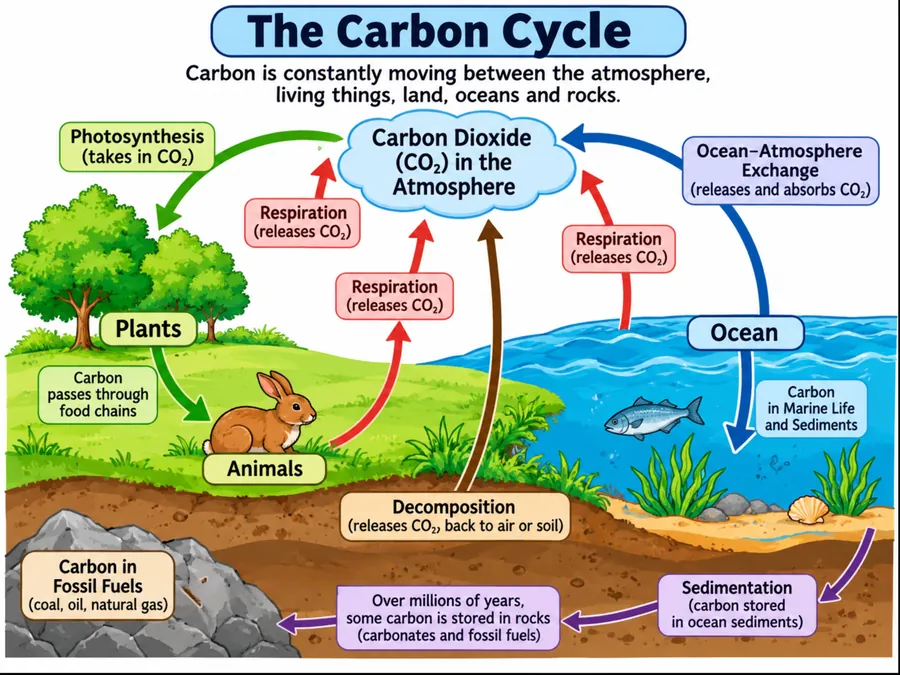 The Carbon Cycle
Carbon is constantly moving between the atmosphere,
living things, land, oceans and rocks.
Photosynthesis
(takes in CO₂)
Carbon Dioxide
(CO₂) in the
Atmosphere
Ocean–Atmosphere
Exchange
(releases and absorbs CO₂)
Respiration
(releases CO₂)
Respiration
(releases CO₂)
Respiration
(releases CO₂)
Plants
Ocean
Carbon
passes through
food chains
Carbon
in Marine Life
and Sediments
Animals
Decomposition
(releases CO₂, back to air or soil)
Carbon in
Fossil Fuels
(coal, oil, natural gas)
Over millions of years,
some carbon is stored in rocks
(carbonates and fossil fuels)
Sedimentation
(carbon stored
in ocean sediments)